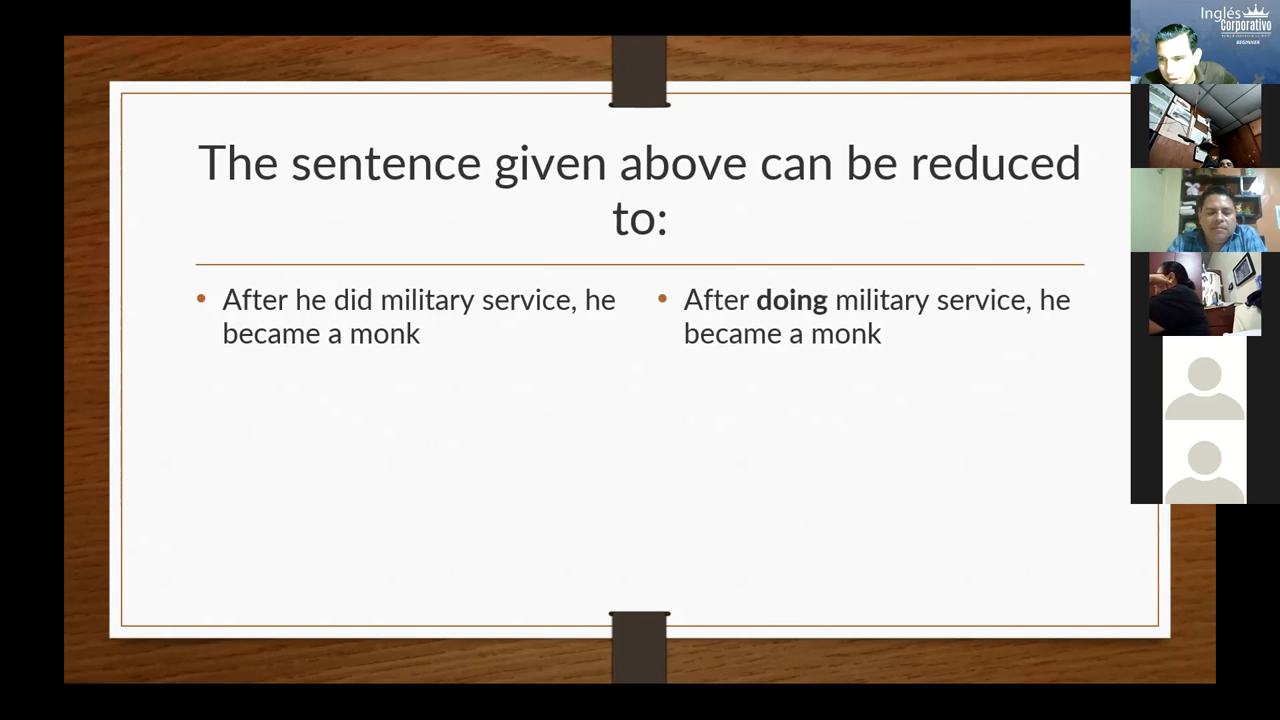 The sentence given above can be reduced
to:
• After he did military service, he
became a monk
• After doing military service, he
became a monk
Inglés
Corporativo
BEGINNER